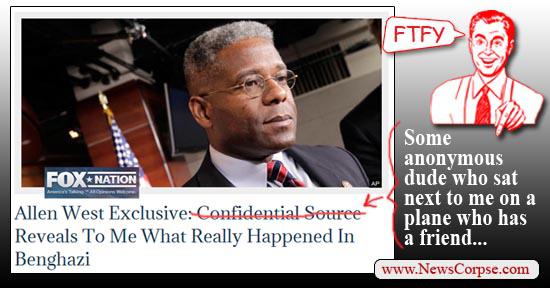 FTFY
AP
FOX NATION
America's Talking All Opinions Welcome
Allen West Exclusive: Confidential Source
Reveals To Me What Really Happened In
Benghazi
Some
anonymous
dude who sat
next to me on a
plane who has
a friend...
www.NewsCorpse.com